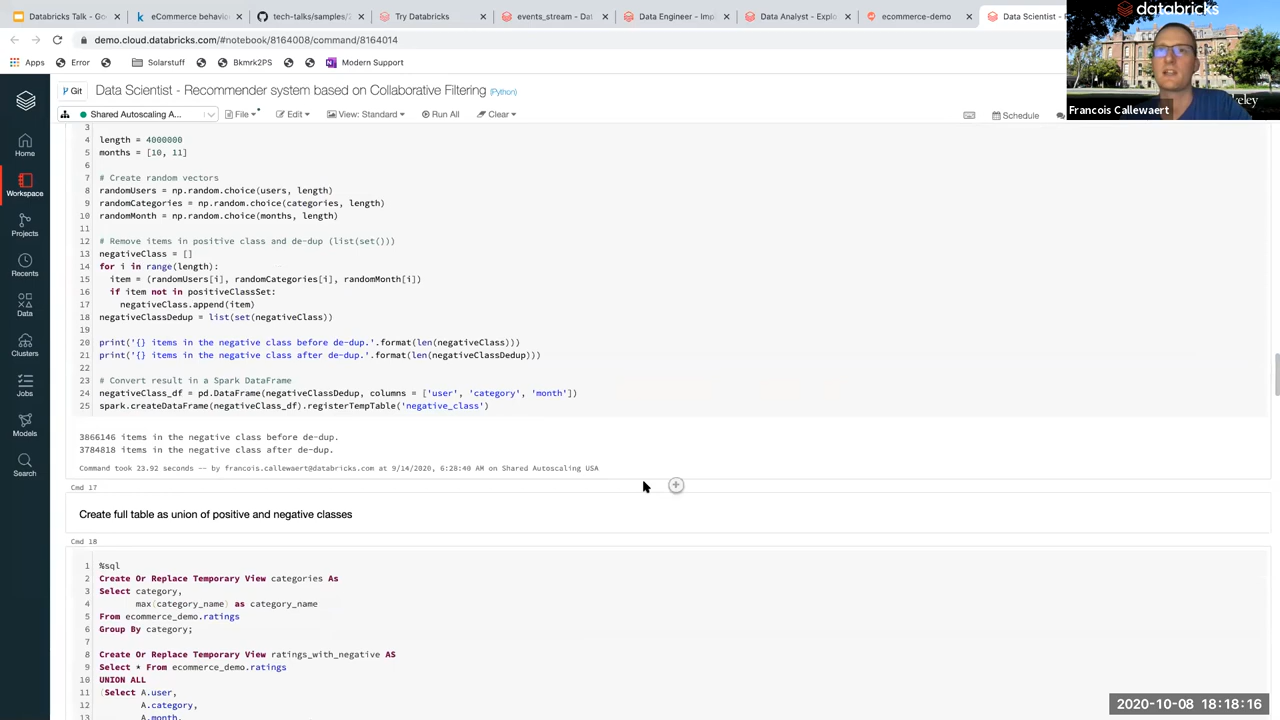 Databricks Talk - Go
eCommerce behavio
tech-talks/samples/
Try Databricks
events_stream - Dat
Data Engineer - Imp
Data Analyst - Explo
ecommerce-demo
Data Scientist -
databricks
demo.cloud.databricks.com/#notebook/8164008/command/8164014
Apps
Error
Solarstuff
Bkmrk2PS
Modern Support
Git
Data Scientist - Recommender system based on Collaborative Filtering (Python)
Francois Callewaert
Shared Autoscaling A...
File
Edit
View: Standard
Run All
Clear
Schedule
Home
Workspace
Projects
Recents
Data
Clusters
Jobs
Models
Search
3
4 length = 4000000
5 months = [10, 11]
6
7 # Create random vectors
8 randomUsers = np.random.choice(users, length)
9 randomCategories = np.random.choice(categories, length)
10 randomMonth = np.random.choice(months, length)
11
12 # Remove items in positive class and de-dup (list(set()))
13 negativeClass = []
14 for i in range(length):
15 item = (randomUsers[i], randomCategories[i], randomMonth[i])
16 if item not in positiveClassSet:
17 negativeClass.append(item)
18 negativeClassDedup = list(set(negativeClass))
19
20 print('{} items in the negative class before de-dup.'.format(len(negativeClass)))
21 print('{} items in the negative class after de-dup.'.format(len(negativeClassDedup)))
22
23 # Convert result in a Spark DataFrame
24 negativeClass_df = pd.DataFrame(negativeClassDedup, columns = ['user', 'category', 'month'])
25 spark.createDataFrame(negativeClass_df).registerTempTable('negative_class')
3866146 items in the negative class before de-dup.
3784818 items in the negative class after de-dup.
Command took 23.92 seconds -- by francois.callewaert@databricks.com at 9/14/2020, 6:28:40 AM on Shared Autoscaling USA
Cmd 17
Create full table as union of positive and negative classes
Cmd 18
1 %sql
2 Create Or Replace Temporary View categories As
3 Select category,
4 max(category_name) as category_name
5 From ecommerce_demo.ratings
6 Group By category;
7
8 Create Or Replace Temporary View ratings_with_negative AS
9 Select * From ecommerce_demo.ratings
10 UNION ALL
11 (Select A.user,
12 A.category,
13 A.month,
2020-10-08 18:18:16